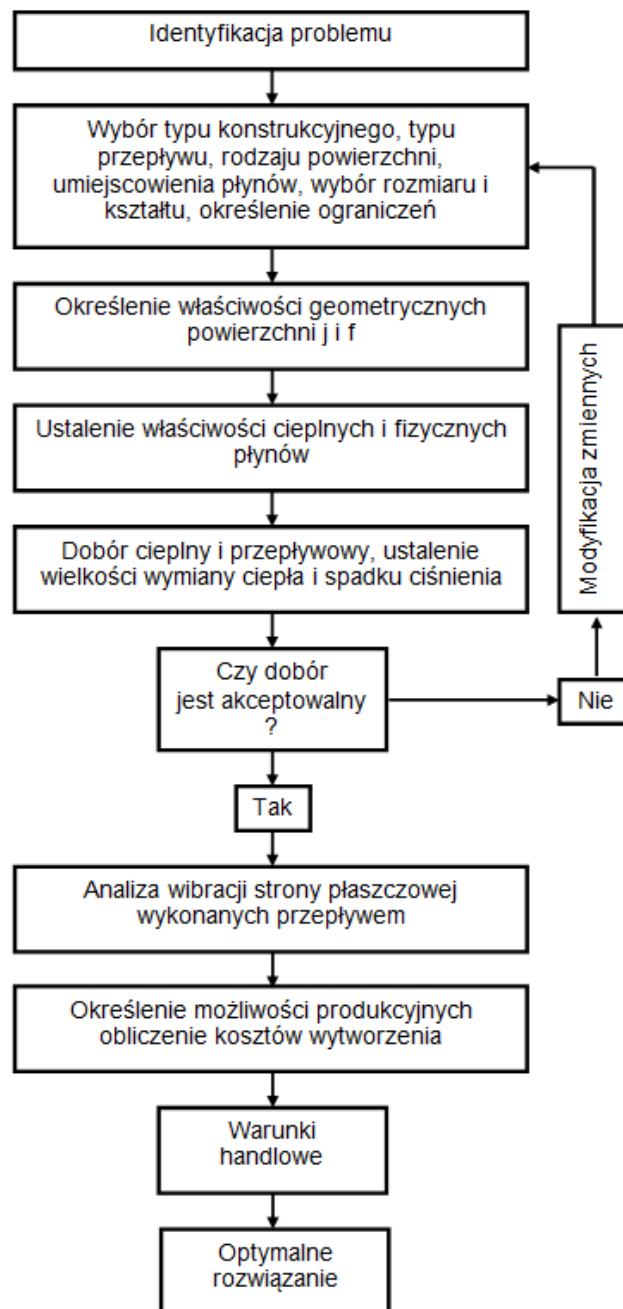 Identyfikacja problemu
Wybór typu konstrukcyjnego, typu
przepływu, rodzaju powierzchni,
umiejscowienia płynów, wybór rozmiaru i
kształtu, określenie ograniczeń
Określenie właściwości geometrycznych
powierzchni j i f
Ustalenie właściwości cieplnych i fizycznych
płynów
Dobór cieplny i przepływowy, ustalenie
wielkości wymiany ciepła i spadku ciśnienia
Czy dobór
jest akceptowalny
?
Nie
Modyfikacja zmiennych
Tak
Analiza wibracji strony płaszczowej
wykonanych przepływem
Określenie możliwości produkcyjnych
obliczenie kosztów wytworzenia
Warunki
handlowe
Optymalne
rozwiązanie